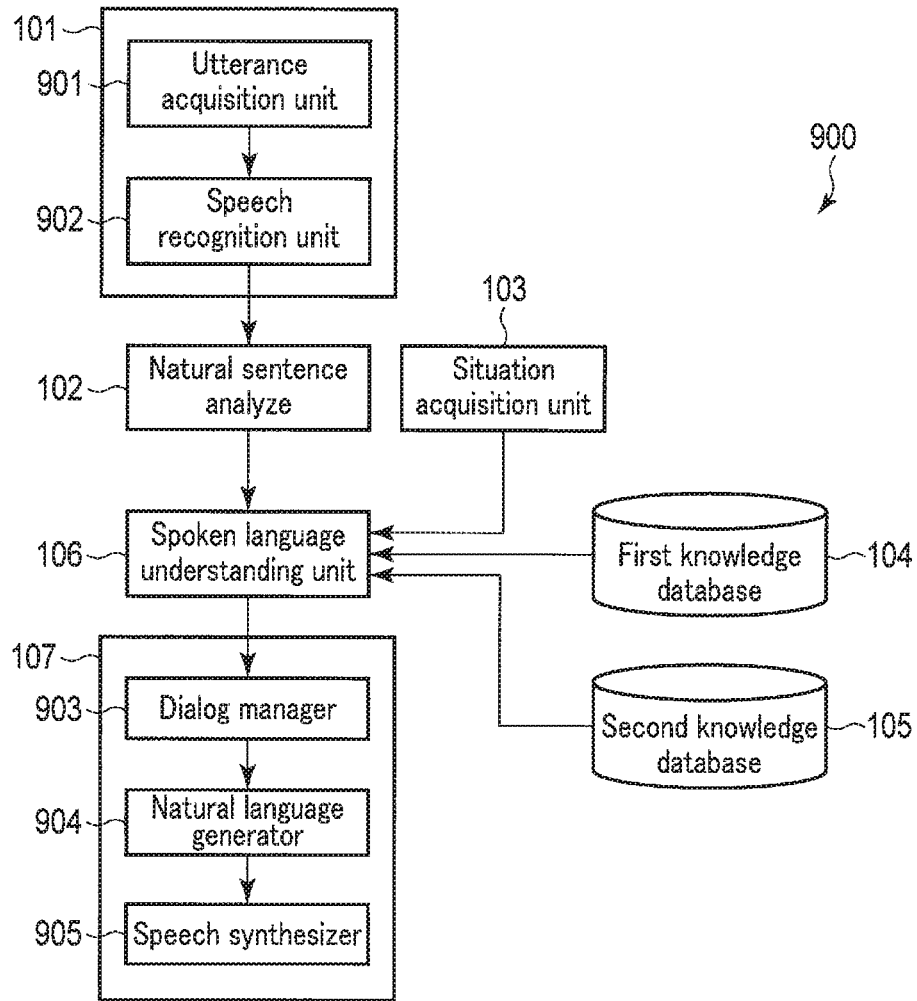 101
901
Utterance
acquisition unit
900
902
Speech
recognition unit
103
102
Natural sentence
analyze
Situation
acquisition unit
106
Spoken language
understanding unit
First knowledge
database
104
107
903
Dialog manager
Second knowledge
database
105
904
Natural language
generator
905
Speech synthesizer